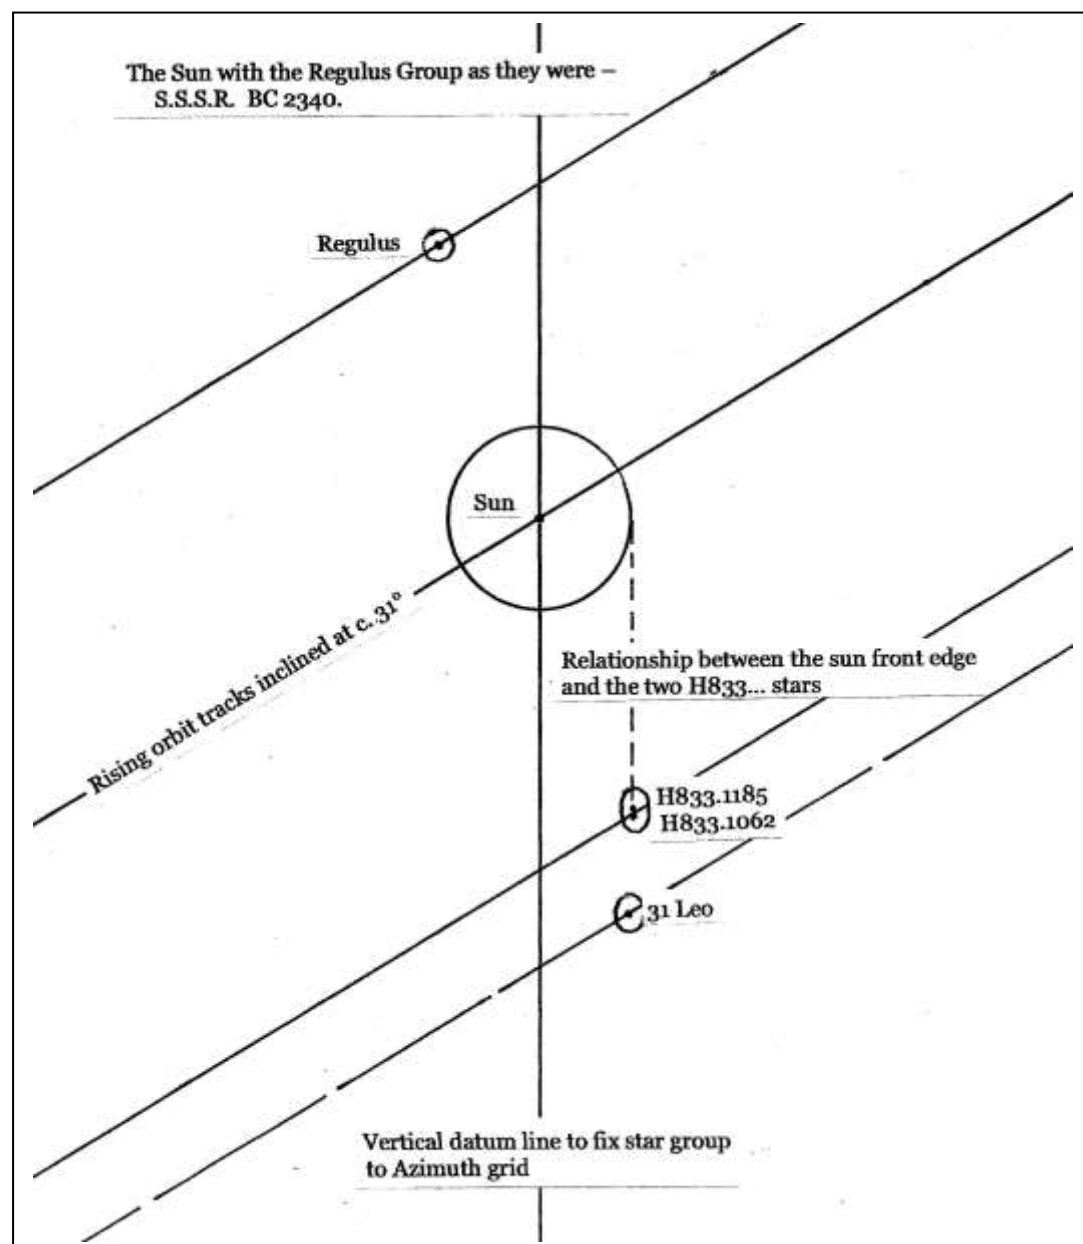 The Sun with the Regulus Group as they were –
S.S.S.R. BC 2340.
Regulus
Sun
Rising orbit tracks inclined at c. 31°
Relationship between the sun front edge
and the two H833... stars
H833.1185
H833.1062
31 Leo
Vertical datum line to fix star group
to Azimuth grid